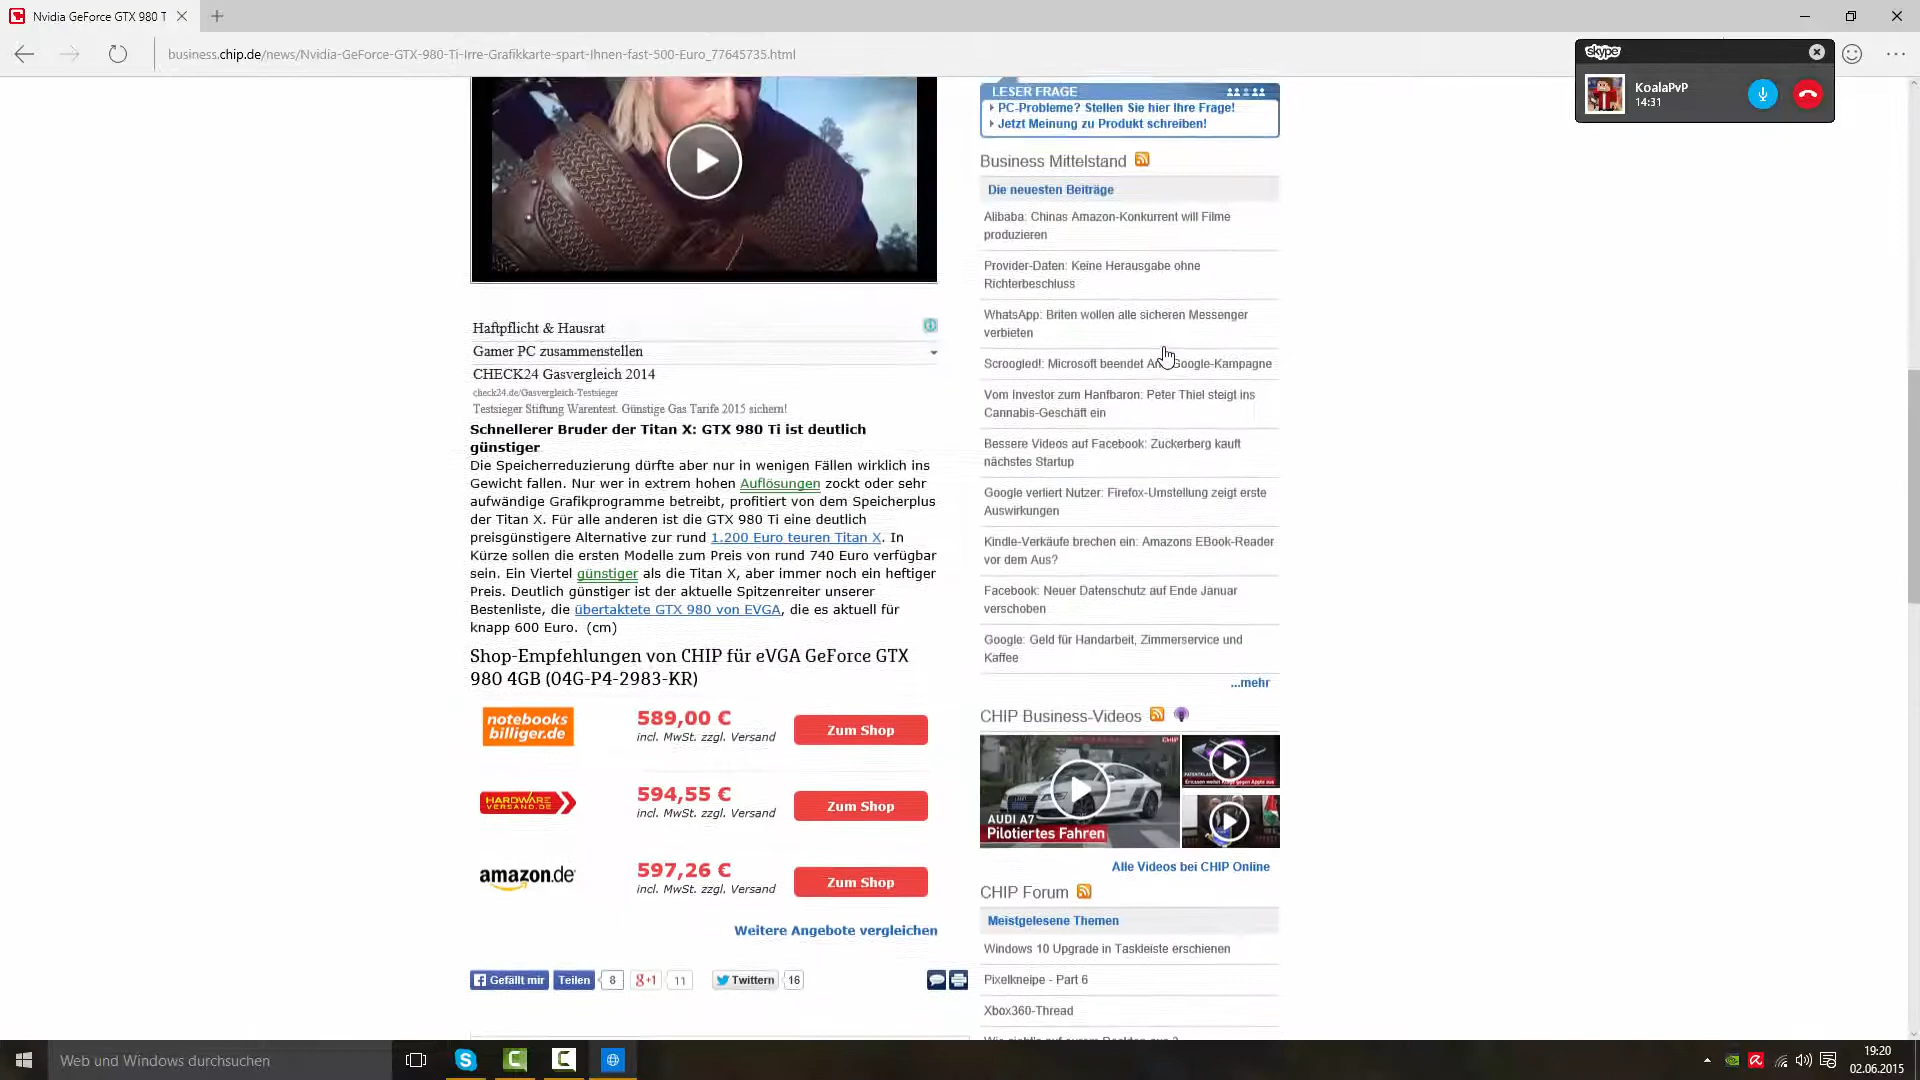 Nvidia GeForce GTX 980 T
business.chip.de/news/Nvidia-GeForce-GTX-980-Ti-Irre-Grafikkarte-spart-Ihnen-fast-500-Euro_77645735.html
skype
KoalaPvP
14:31
Haftpflicht & Hausrat
Gamer PC zusammenstellen
CHECK24 Gasvergleich 2014
check24.de/Gasvergleich-Testsieger
Testsieger Stiftung Warentest. Günstige Gas Tarife 2015 sichern!
Schnellerer Bruder der Titan X: GTX 980 Ti ist deutlich
günstiger
Die Speicherreduzierung dürfte aber nur in wenigen Fällen wirklich ins
Gewicht fallen. Nur wer in extrem hohen Auflösungen zockt oder sehr
aufwändige Grafikprogramme betreibt, profitiert von dem Speicherplus
der Titan X. Für alle anderen ist die GTX 980 Ti eine deutlich
preisgünstigere Alternative zur rund 1.200 Euro teuren Titan X. In
Kürze sollen die ersten Modelle zum Preis von rund 740 Euro verfügbar
sein. Ein Viertel günstiger als die Titan X, aber immer noch ein heftiger
Preis. Deutlich günstiger ist der aktuelle Spitzenreiter unserer
Bestenliste, die übertaktete GTX 980 von EVGA, die es aktuell für
knapp 600 Euro. (cm)
Shop-Empfehlungen von CHIP für eVGA GeForce GTX
980 4GB (04G-P4-2983-KR)
notebooks
billiger.de
589,00 €
incl. MwSt. zzgl. Versand
Zum Shop
HARDWARE
VERSAND.DE
594,55 €
incl. MwSt. zzgl. Versand
Zum Shop
amazon.de
597,26 €
incl. MwSt. zzgl. Versand
Zum Shop
Weitere Angebote vergleichen
Gefällt mir
Teilen
8
g+1
11
Twittern
16
LESER FRAGE
PC-Probleme? Stellen Sie hier Ihre Frage!
Jetzt Meinung zu Produkt schreiben!
Business Mittelstand
Die neuesten Beiträge
Alibaba: Chinas Amazon-Konkurrent will Filme
produzieren
Provider-Daten: Keine Herausgabe ohne
Richterbeschluss
WhatsApp: Briten wollen alle sicheren Messenger
verbieten
Scroogled!: Microsoft beendet An Google-Kampagne
Vom Investor zum Hanfbaron: Peter Thiel steigt ins
Cannabis-Geschäft ein
Bessere Videos auf Facebook: Zuckerberg kauft
nächstes Startup
Google verliert Nutzer: Firefox-Umstellung zeigt erste
Auswirkungen
Kindle-Verkäufe brechen ein: Amazons EBook-Reader
vor dem Aus?
Facebook: Neuer Datenschutz auf Ende Januar
verschoben
Google: Geld für Handarbeit, Zimmerservice und
Kaffee
...mehr
CHIP Business-Videos
CHIP
AUDI A7
Pilotiertes Fahren
Alle Videos bei CHIP Online
CHIP Forum
Meistgelesene Themen
Windows 10 Upgrade in Taskleiste erschienen
Pixelkneipe - Part 6
Xbox360-Thread
Web und Windows durchsuchen
19:20
02.06.2015